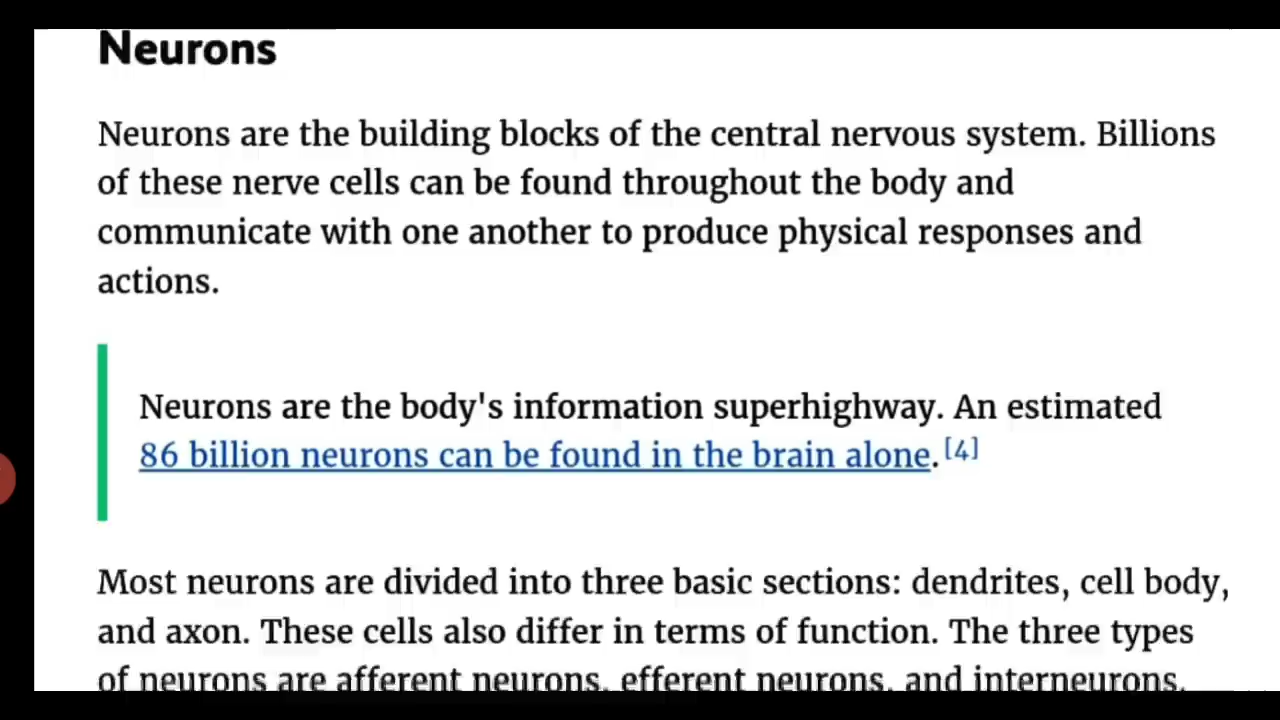 Neurons
Neurons are the building blocks of the central nervous system. Billions
of these nerve cells can be found throughout the body and
communicate with one another to produce physical responses and
actions.
Neurons are the body's information superhighway. An estimated
86 billion neurons can be found in the brain alone.[4]
Most neurons are divided into three basic sections: dendrites, cell body,
and axon. These cells also differ in terms of function. The three types
of neurons are afferent neurons, efferent neurons, and interneurons.